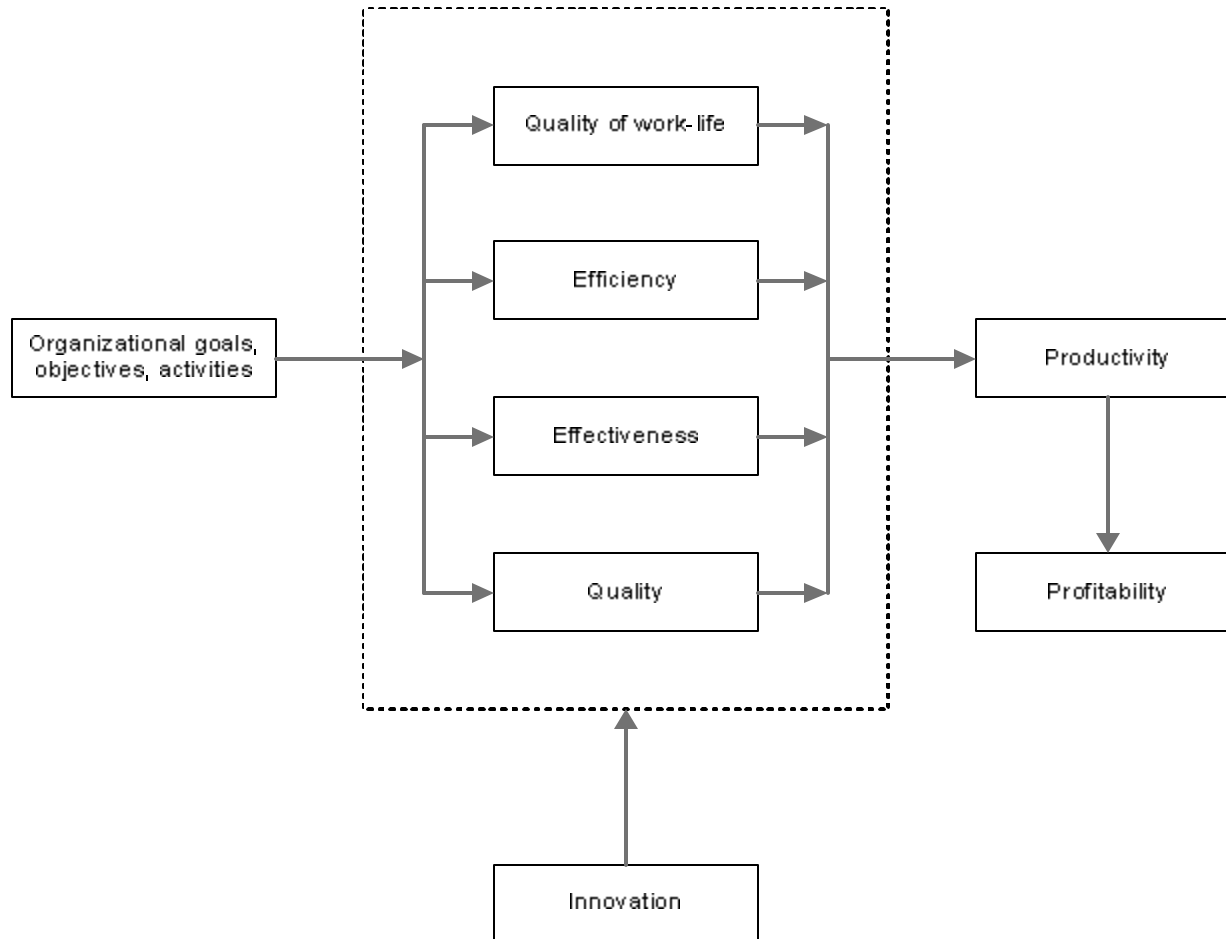 Quality of work-life
Efficiency
Organizational goals,
objectives, activities
Productivity
Effectiveness
Quality
Profitability
Innovation